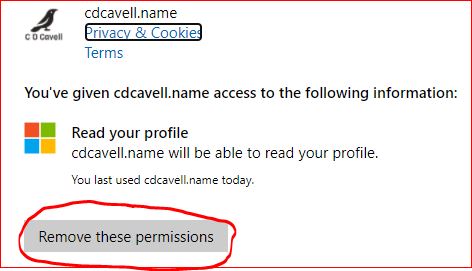 cdcavell.name
C D Cavell
Privacy & Cookies
Terms
You've given cdcavell.name access to the following information:
Read your profile
cdcavell.name will be able to read your profile.
You last used cdcavell.name today.
Remove these permissions